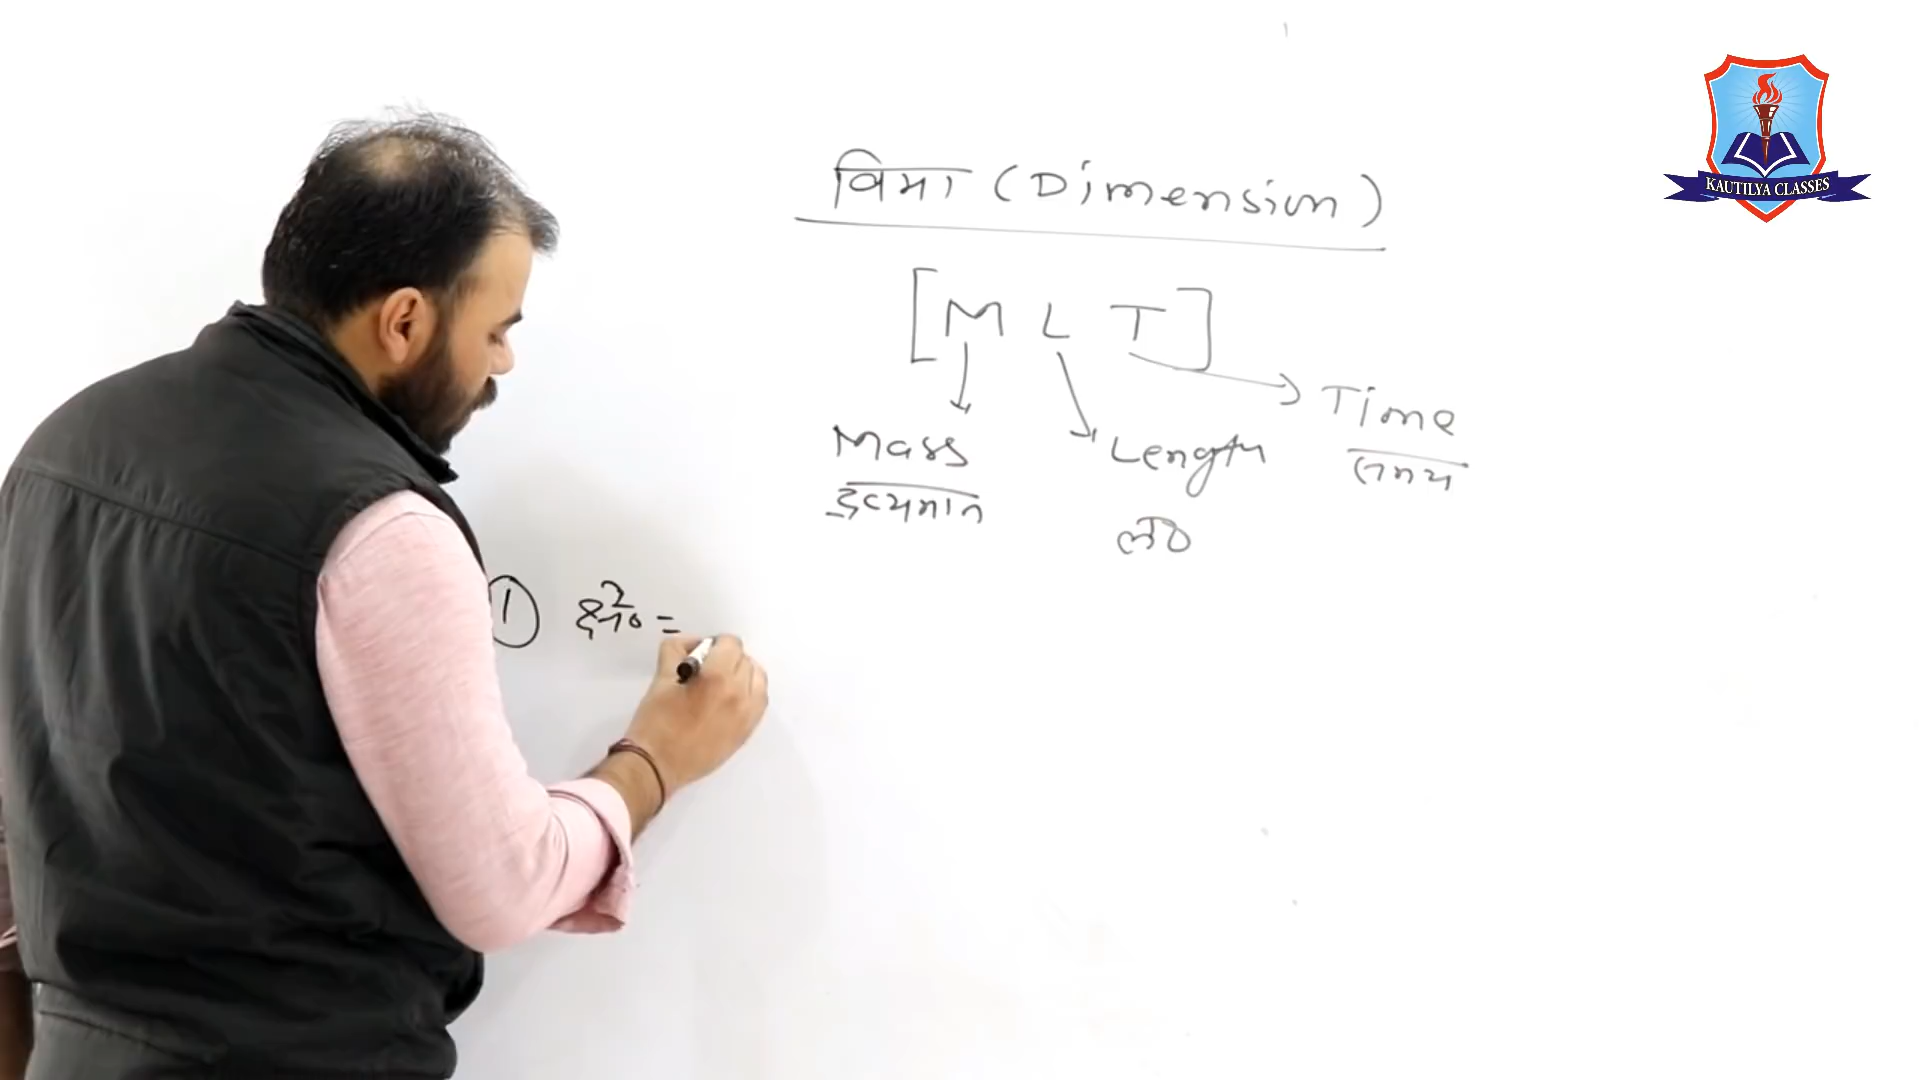 विमा (Dimension)
[M L T]
Time
समय
Mass
द्रव्यमान
Length
①
=
KAUTILYA CLASSES